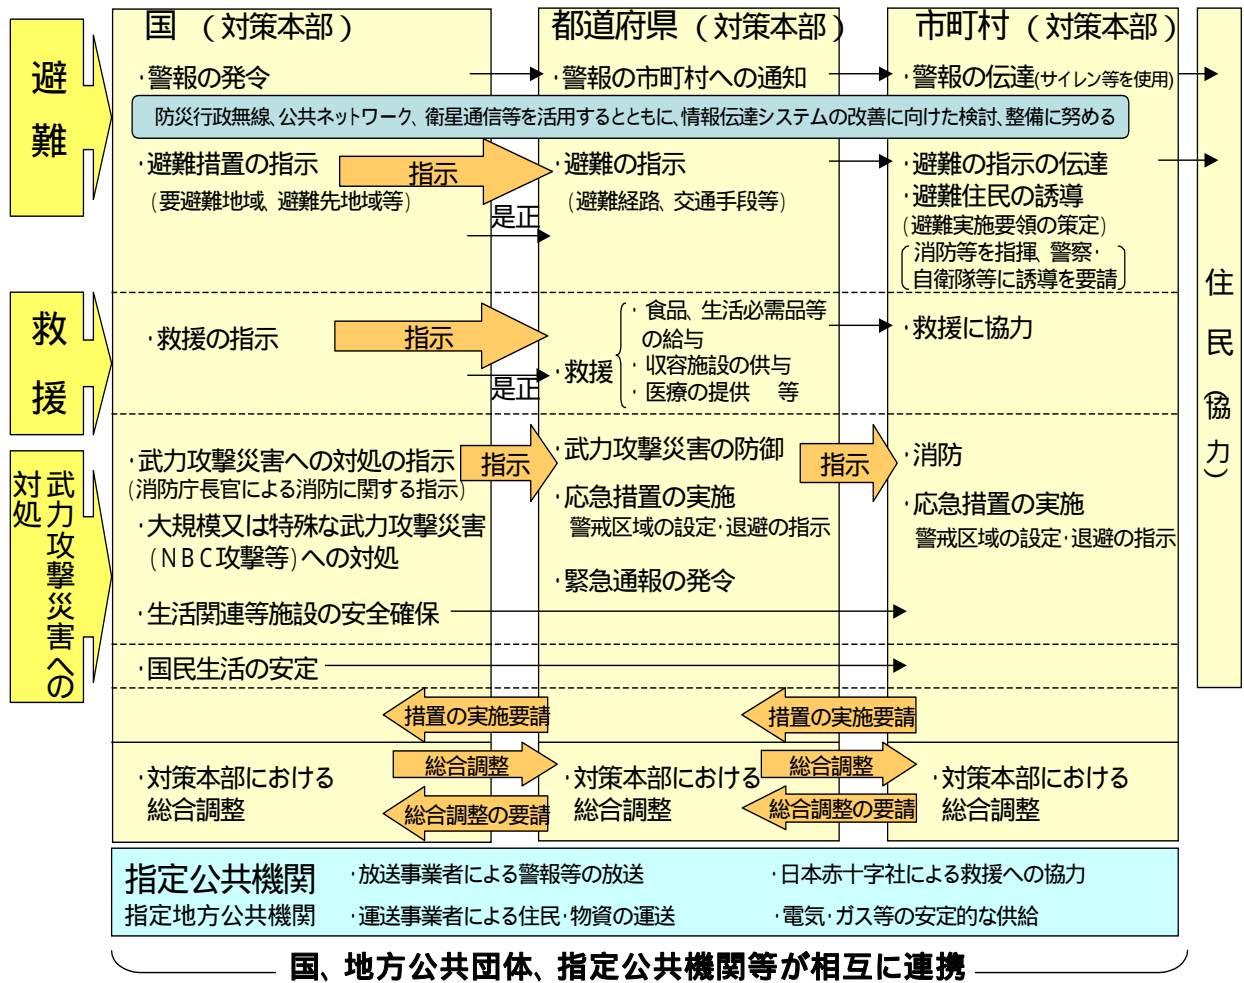 避難
国 （対策本部）
都道府県 （対策本部）
市町村 （対策本部）
･警報の発令
･警報の市町村への通知
･警報の伝達(サイレン等を使用)
防災行政無線、公共ネットワーク、衛星通信等を活用するとともに、情報伝達システムの改善に向けた検討、整備に努める
･避難措置の指示
(要避難地域、避難先地域等)
指示
是正
･避難の指示
(避難経路、交通手段等)
･避難の指示の伝達
･避難住民の誘導
(避難実施要領の策定)
消防等を指揮、警察･
自衛隊等に誘導を要請
住民（協力）
救援
･救援の指示
指示
是正
･救援
･ 食品、生活必需品等
の給与
･ 収容施設の供与
･ 医療の提供 等
･救援に協力
武力攻撃災害への
対処
･武力攻撃災害への対処の指示
(消防庁長官による消防に関する指示)
･大規模又は特殊な武力攻撃災害
(NBC攻撃等)への対処
･生活関連等施設の安全確保
指示
･武力攻撃災害の防御
･応急措置の実施
警戒区域の設定･退避の指示
･緊急通報の発令
指示
･消防
･応急措置の実施
警戒区域の設定･退避の指示
･国民生活の安定
措置の実施要請
措置の実施要請
･対策本部における
総合調整
総合調整
総合調整の要請
･対策本部における
総合調整
総合調整
総合調整の要請
･対策本部における
総合調整
指定公共機関
指定地方公共機関
･放送事業者による警報等の放送
･日本赤十字社による救援への協力
･運送事業者による住民･物資の運送
･電気･ガス等の安定的な供給
国、地方公共団体、指定公共機関等が相互に連携